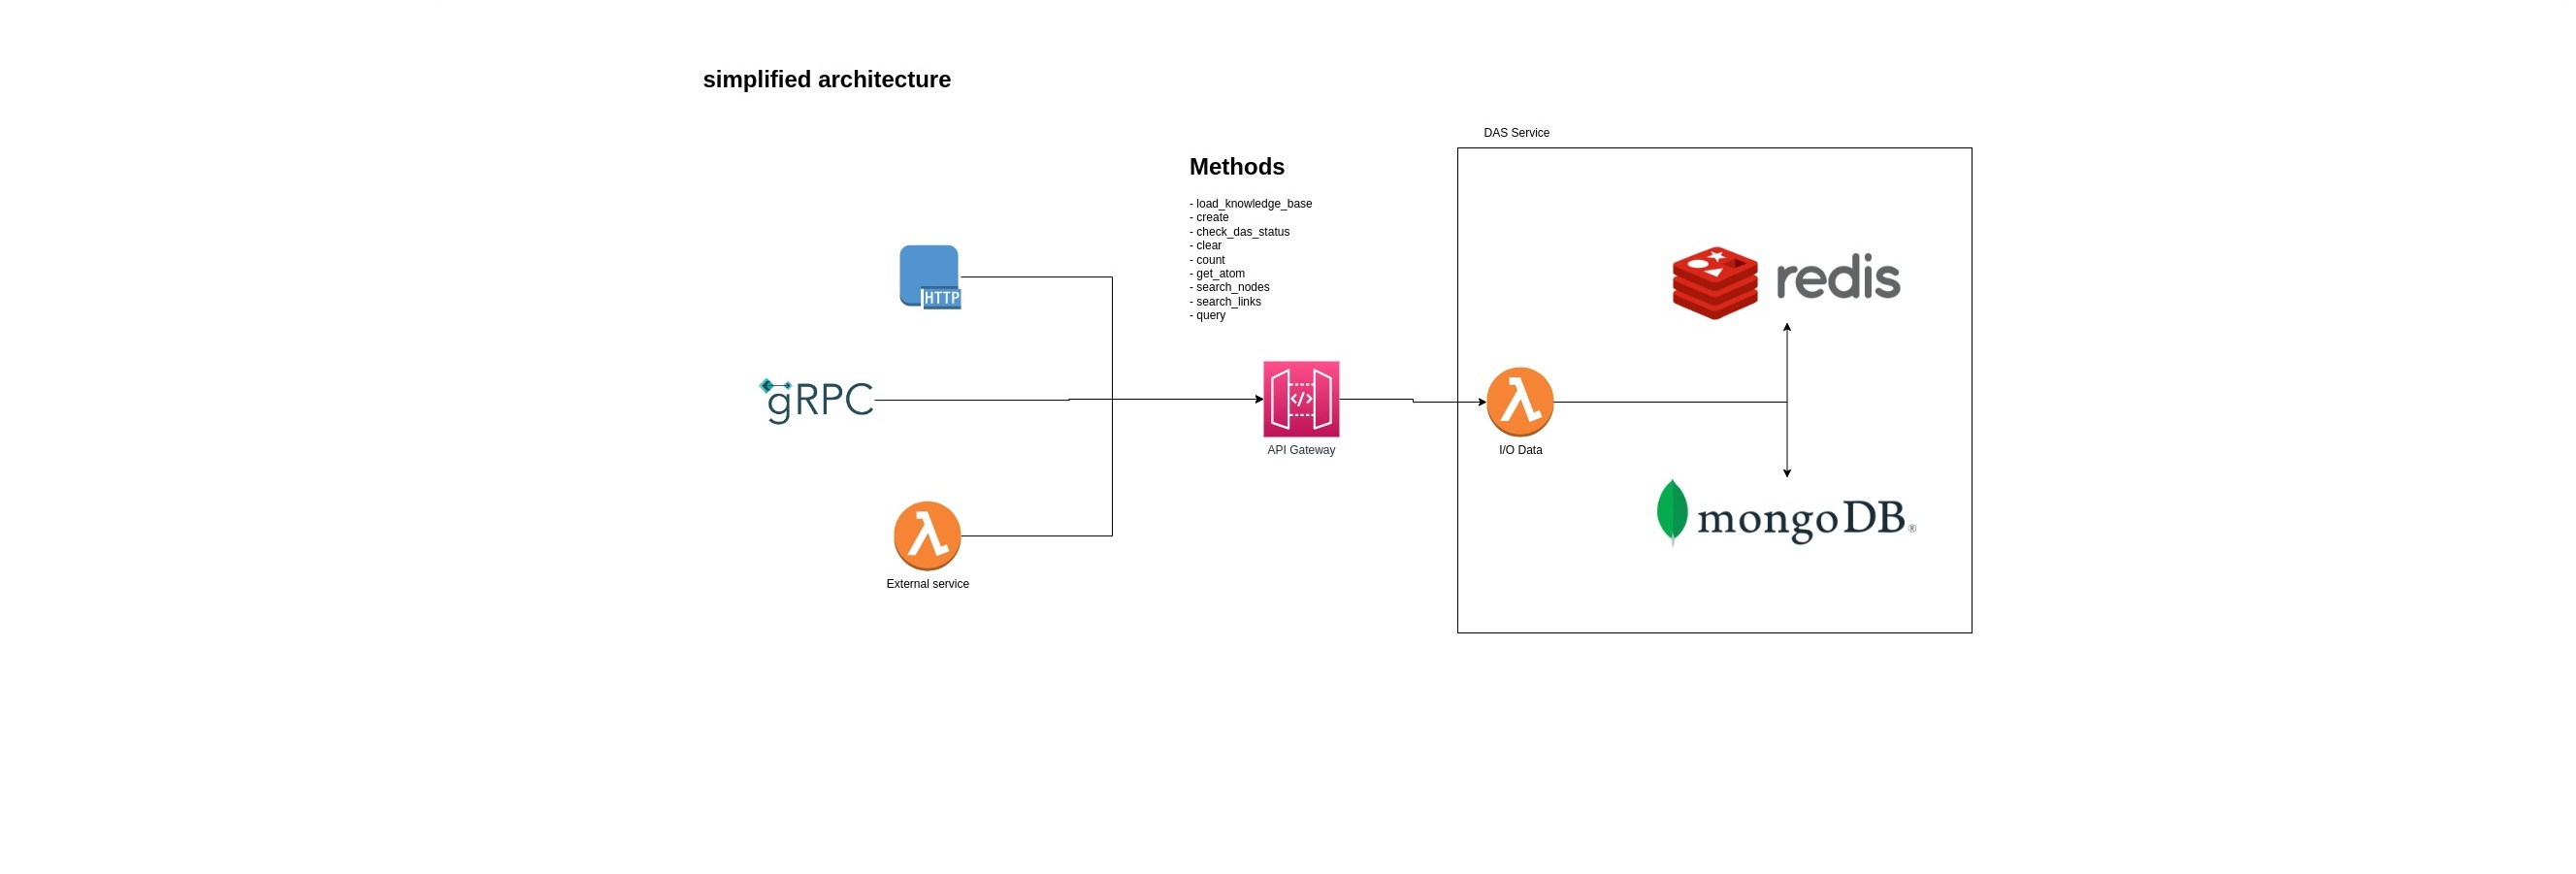 simplified architecture
DAS Service
Methods
- load_knowledge_base
- create
- check_das_status
- clear
- count
- get_atom
- search_nodes
- search_links
- query
HTTP
redis
gRPC
</>
API Gateway
I/O Data
mongoDB®
External service